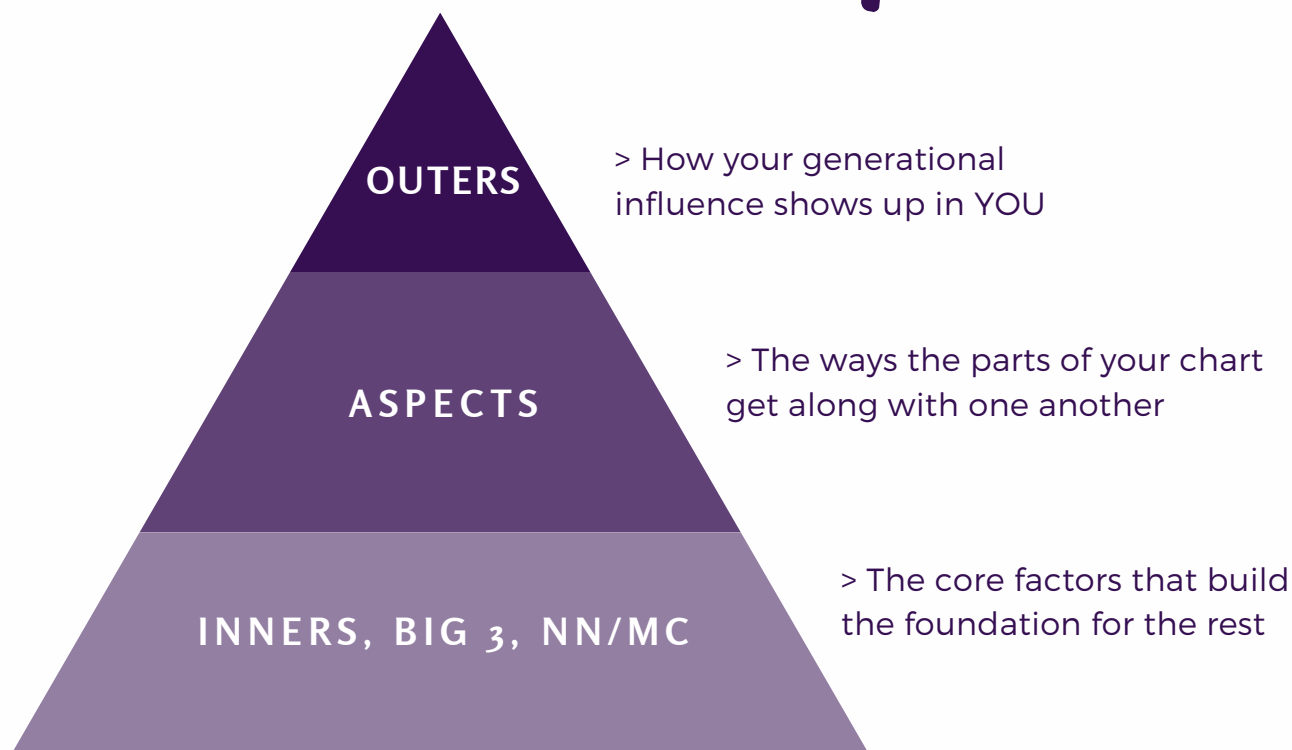 OUTERS
> How your generational
influence shows up in YOU
ASPECTS
> The ways the parts of your chart
get along with one another
INNERS, BIG 3, NN/MC
> The core factors that build
the foundation for the rest